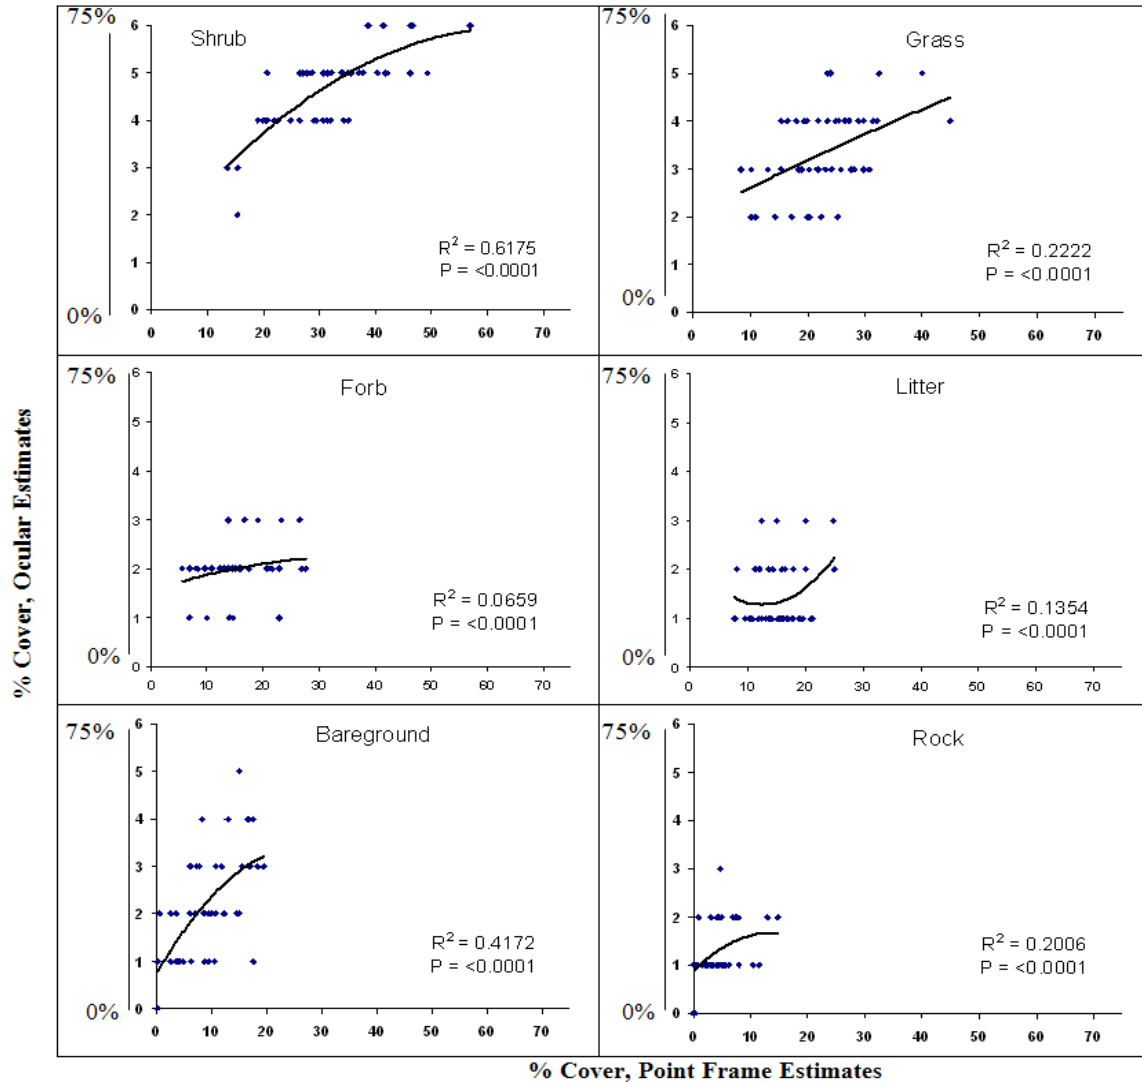 75%
6
5
4
3
2
1
0
0%
Shrub
R² = 0.6175
P = <0.0001
0 10 20 30 40 50 60 70
75%
6
5
4
3
2
1
0
0%
Grass
R² = 0.2222
P = <0.0001
0 10 20 30 40 50 60 70
% Cover, Ocular Estimates
75%
6
5
4
3
2
1
0
0%
Forb
R² = 0.0659
P = <0.0001
0 10 20 30 40 50 60 70
75%
6
5
4
3
2
1
0
0%
Litter
R² = 0.1354
P = <0.0001
0 10 20 30 40 50 60 70
75%
6
5
4
3
2
1
0
0%
Bareground
R² = 0.4172
P = <0.0001
0 10 20 30 40 50 60 70
75%
6
5
4
3
2
1
0
0%
Rock
R² = 0.2006
P = <0.0001
0 10 20 30 40 50 60 70
% Cover, Point Frame Estimates